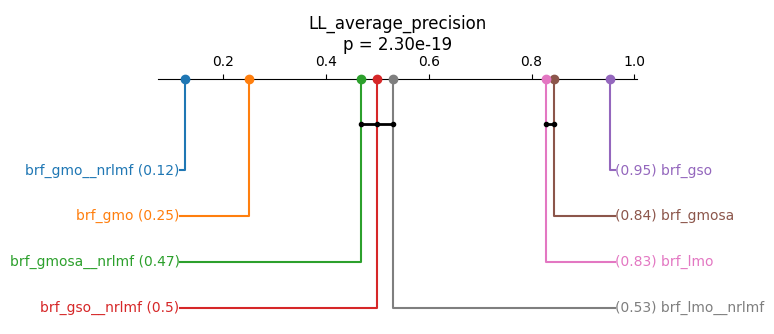 LL_average_precision
p = 2.30e-19
0.2 0.4 0.6 0.8 1.0
brf_gmo__nrlmf (0.12) (0.95) brf_gso
brf_gmo (0.25) (0.84) brf_gmosa
brf_gmosa__nrlmf (0.47) (0.83) brf_lmo
brf_gso__nrlmf (0.5) (0.53) brf_lmo__nrlmf